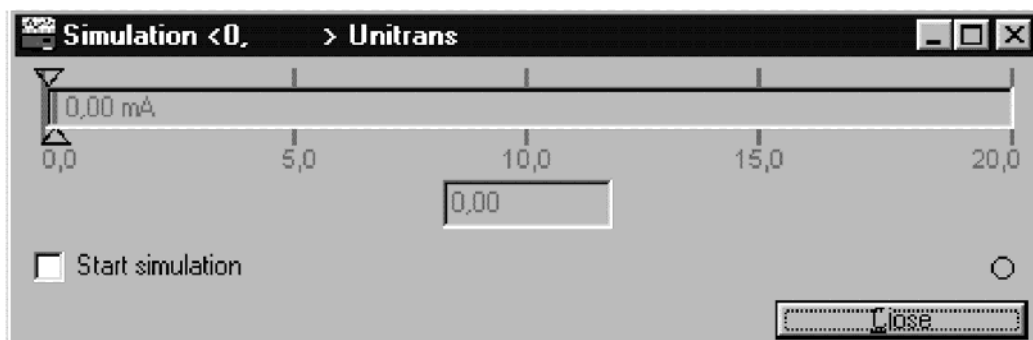 Simulation <0,        > Unitrans
0,00 mA
0,0 5,0 10,0 15,0 20,0
0,00
Start simulation
Close